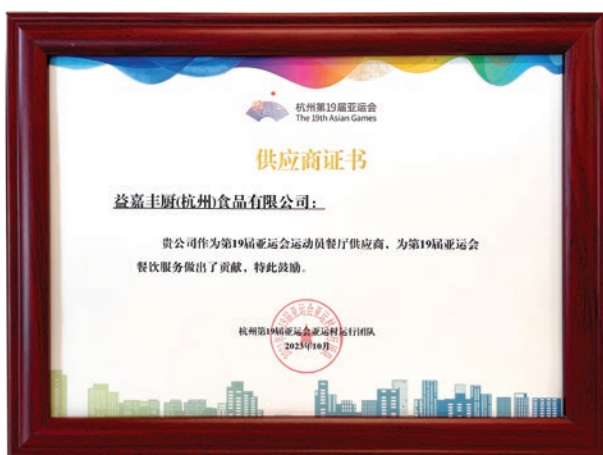 杭州第19届亚运会
The 19th Asian Games
供应商证书
益嘉丰厨(杭州)食品有限公司：
贵公司作为第19届亚运会运动员餐厅供应商，为第19届亚运会
餐饮服务做出了贡献，特此鼓励。
杭州第19届亚运会亚运村运行团队
2023年10月